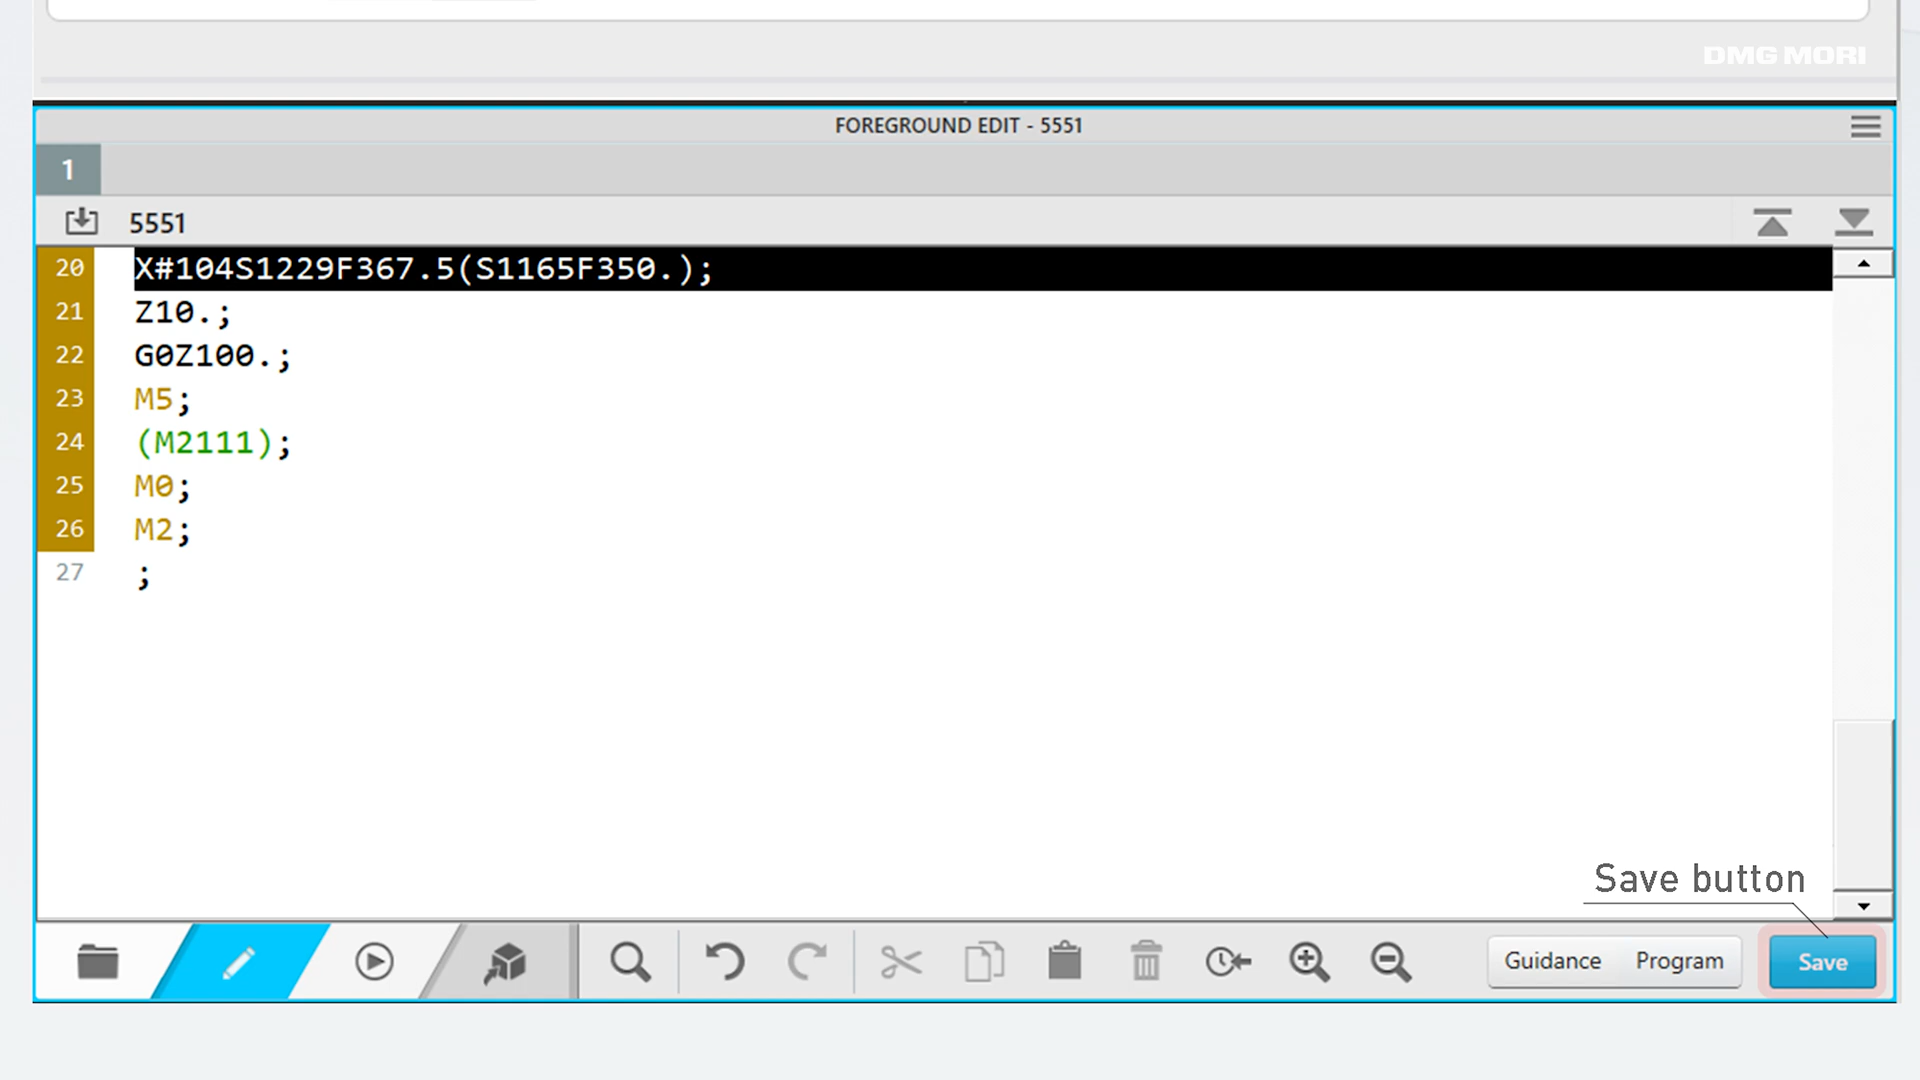 DMG MORI
FOREGROUND EDIT - 5551
1
5551
20 X#104S1229F367.5(S1165F350.);
21 Z10.;
22 G0Z100.;
23 M5;
24 (M2111);
25 M0;
26 M2;
27 ;
Save button
Guidance Program Save